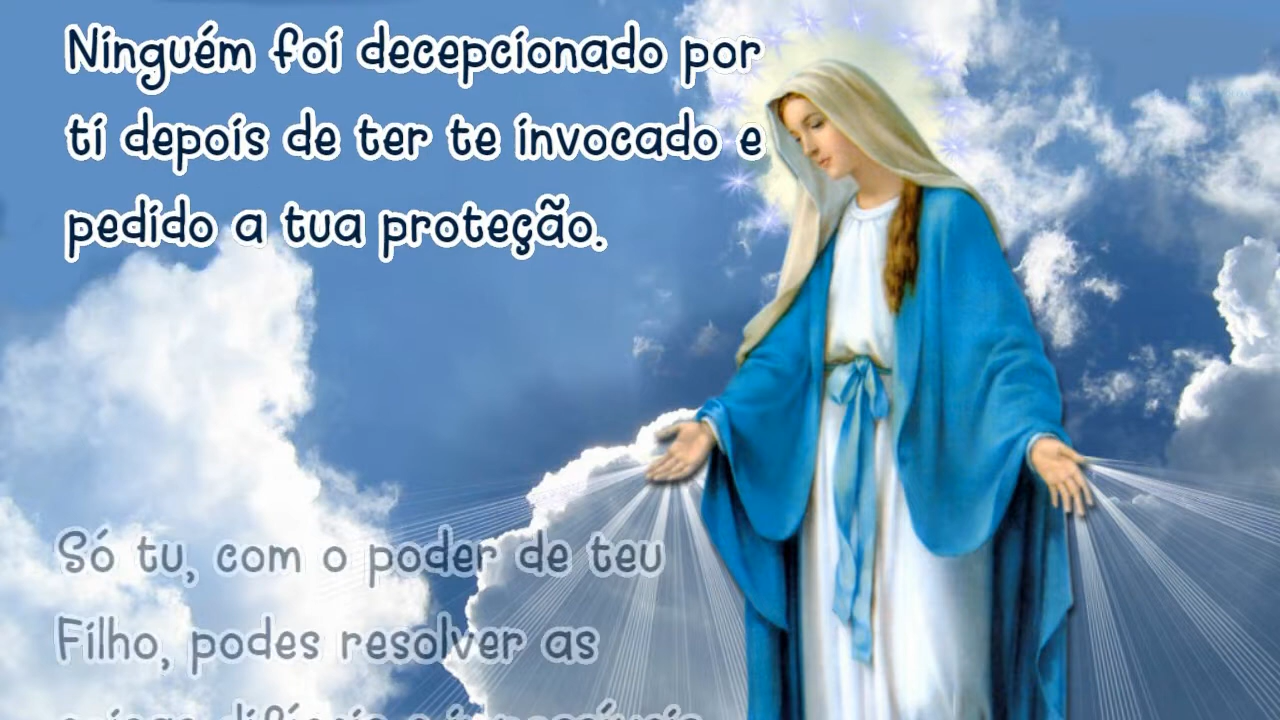 Ninguém foi decepcionado por
ti depois de ter te invocado e
pedido a tua proteção.
Só tu, com o poder de teu
Filho, podes resolver as